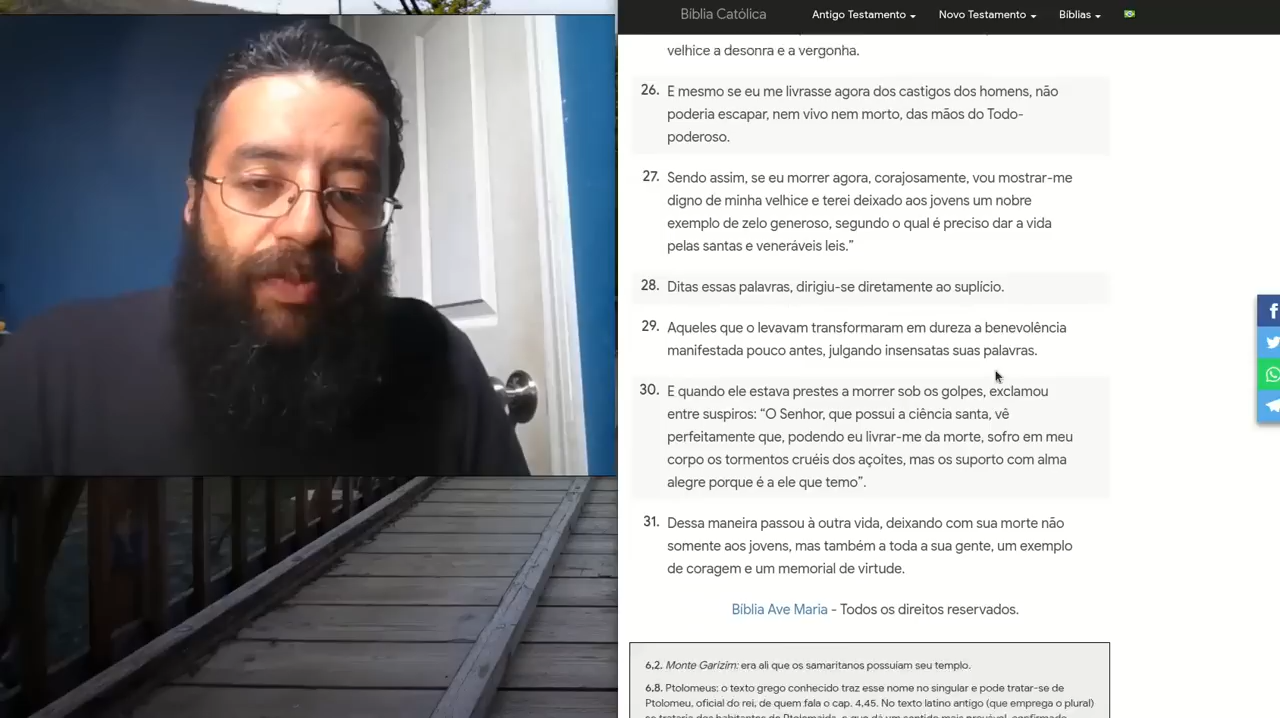 Bíblia Católica
Antigo Testamento
Novo Testamento
Bíblias
velhice a desonra e a vergonha.
26. E mesmo se eu me livrasse agora dos castigos dos homens, não
poderia escapar, nem vivo nem morto, das mãos do Todo-
poderoso.
27. Sendo assim, se eu morrer agora, corajosamente, vou mostrar-me
digno de minha velhice e terei deixado aos jovens um nobre
exemplo de zelo generoso, segundo o qual é preciso dar a vida
pelas santas e veneráveis leis.”
28. Ditas essas palavras, dirigiu-se diretamente ao suplício.
29. Aqueles que o levavam transformaram em dureza a benevolência
manifestada pouco antes, julgando insensatas suas palavras.
30. E quando ele estava prestes a morrer sob os golpes, exclamou
entre suspiros: “O Senhor, que possui a ciência santa, vê
perfeitamente que, podendo eu livrar-me da morte, sofro em meu
corpo os tormentos cruéis dos açoites, mas os suporto com alma
alegre porque é a ele que temo”.
31. Dessa maneira passou à outra vida, deixando com sua morte não
somente aos jovens, mas também a toda a sua gente, um exemplo
de coragem e um memorial de virtude.
Bíblia Ave Maria - Todos os direitos reservados.
6,2. Monte Garizim: era ali que os samaritanos possuíam seu templo.
6,8. Ptolomeus: o texto grego conhecido traz esse nome no singular e pode tratar-se de
Ptolomeu, oficial do rei, de quem fala o cap. 4,45. No texto latino antigo (que emprega o plural)